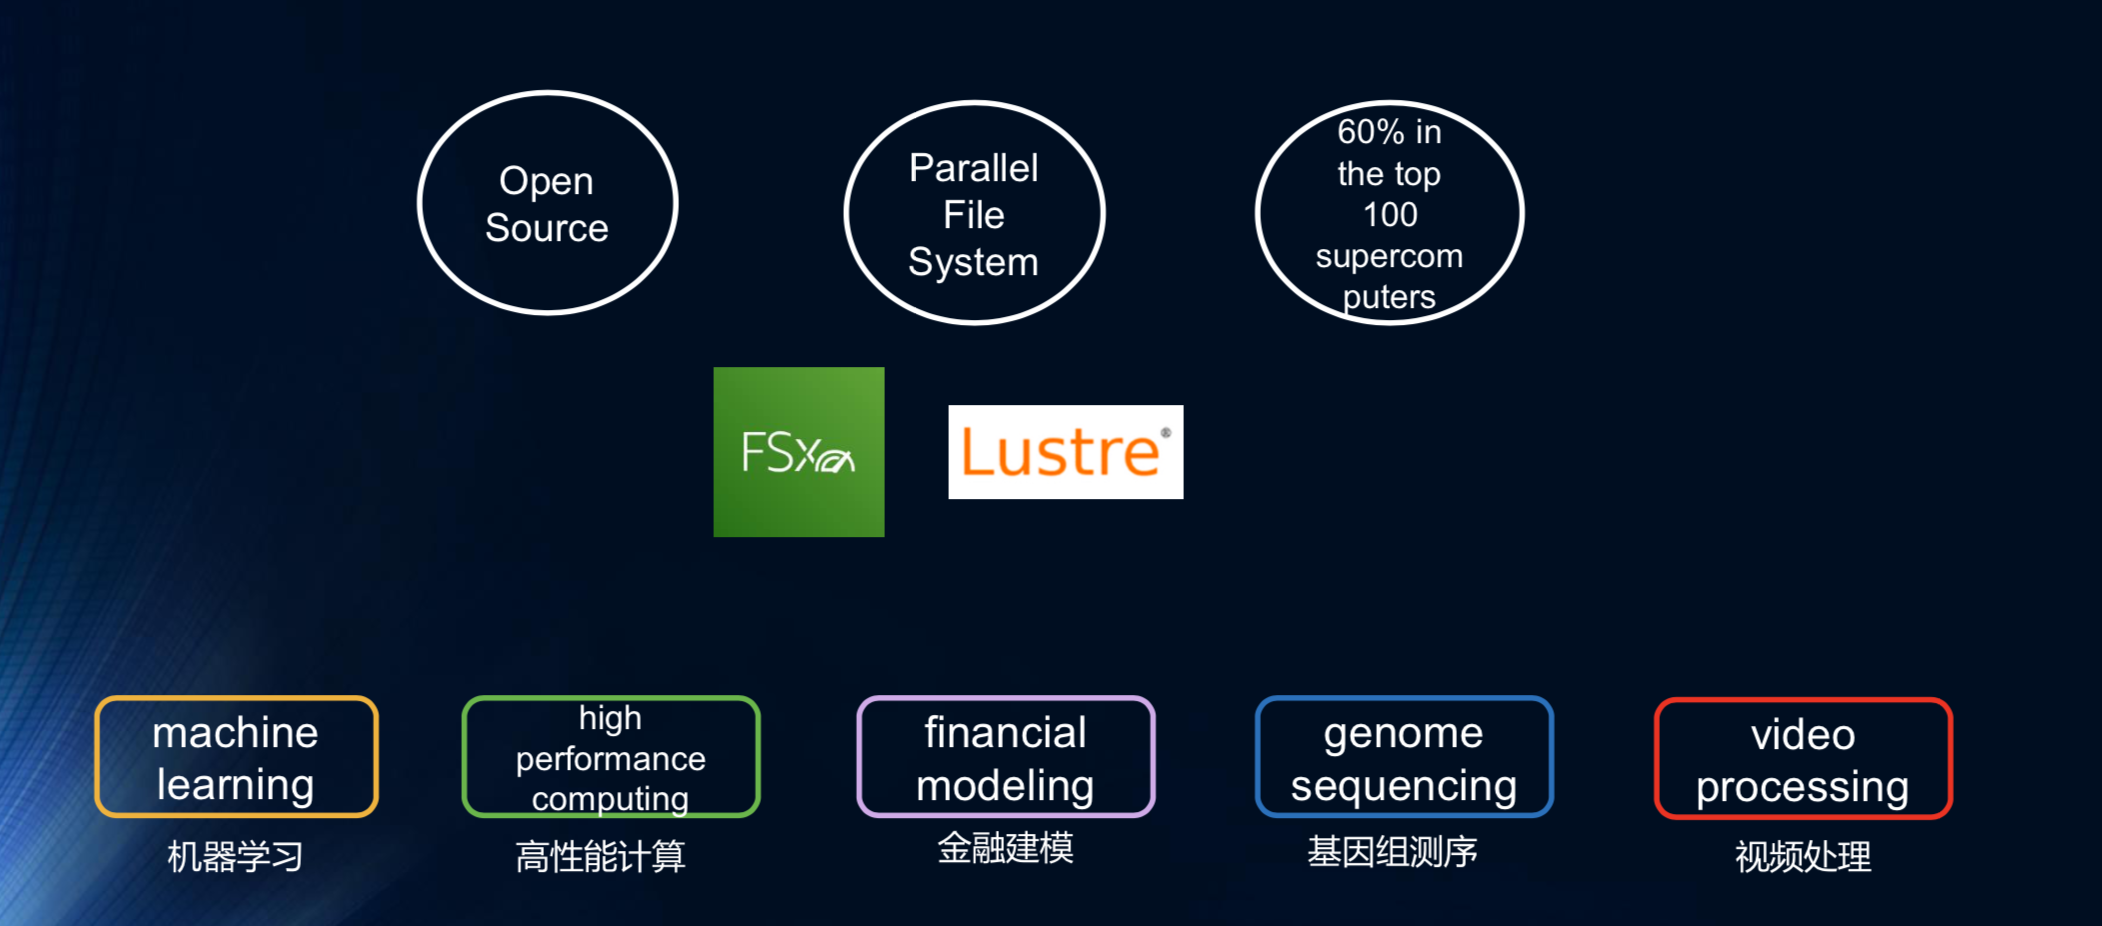 Open
Source
Parallel
File
System
60% in
the top
100
supercom
puters
FSx
Lustre®
machine
learning
机器学习
high
performance
computing
高性能计算
financial
modeling
金融建模
genome
sequencing
基因组测序
video
processing
视频处理